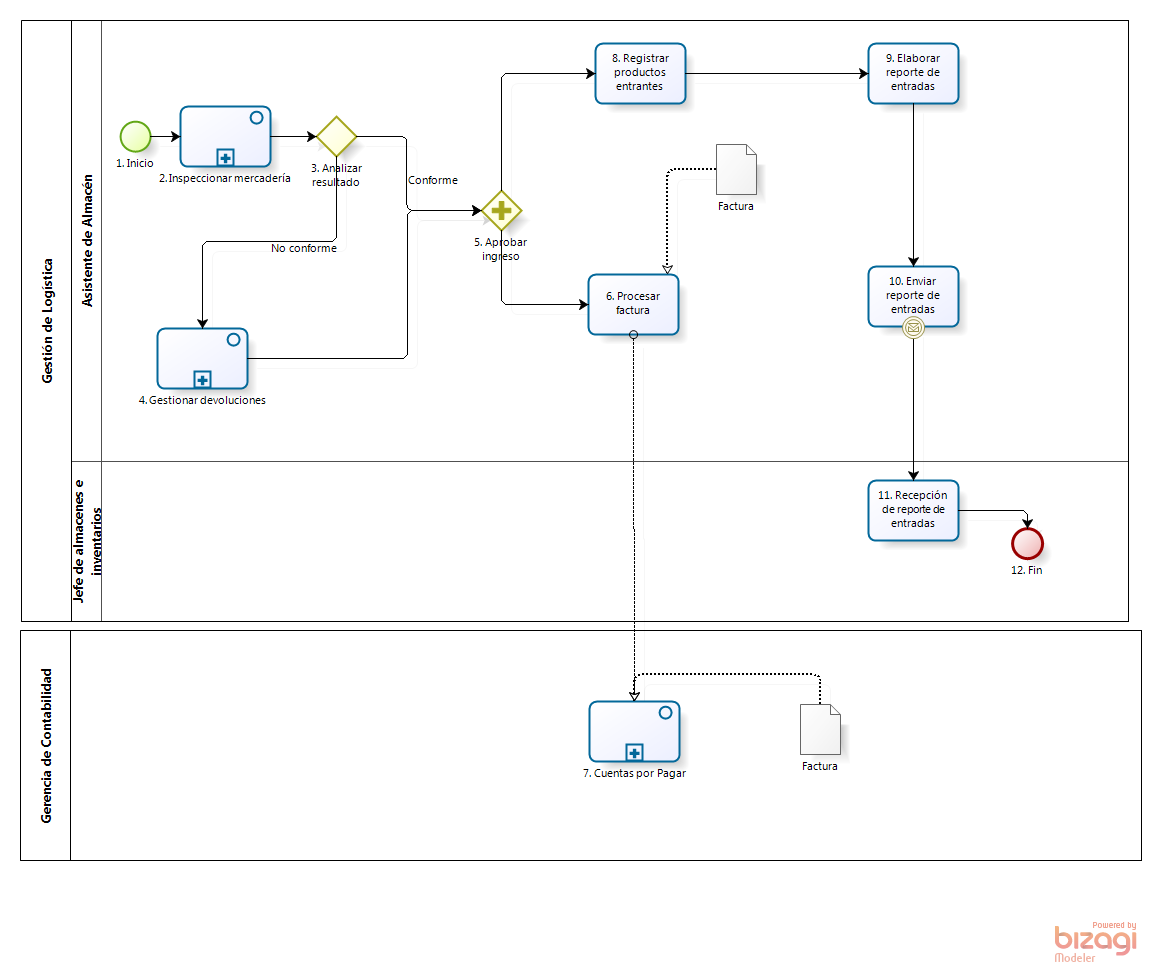 Gestión de Logística
Asistente de Almacén
1. Inicio
2. Inspeccionar mercadería
3. Analizar
resultado
Conforme
No conforme
4. Gestionar devoluciones
5. Aprobar
ingreso
8. Registrar
productos
entrantes
9. Elaborar
reporte de
entradas
Factura
6. Procesar
factura
10. Enviar
reporte de
entradas
Jefe de almacenes e
inventarios
11. Recepción
de reporte de
entradas
12. Fin
Gerencia de Contabilidad
7. Cuentas por Pagar
Factura
Powered by
bizagi
Modeler